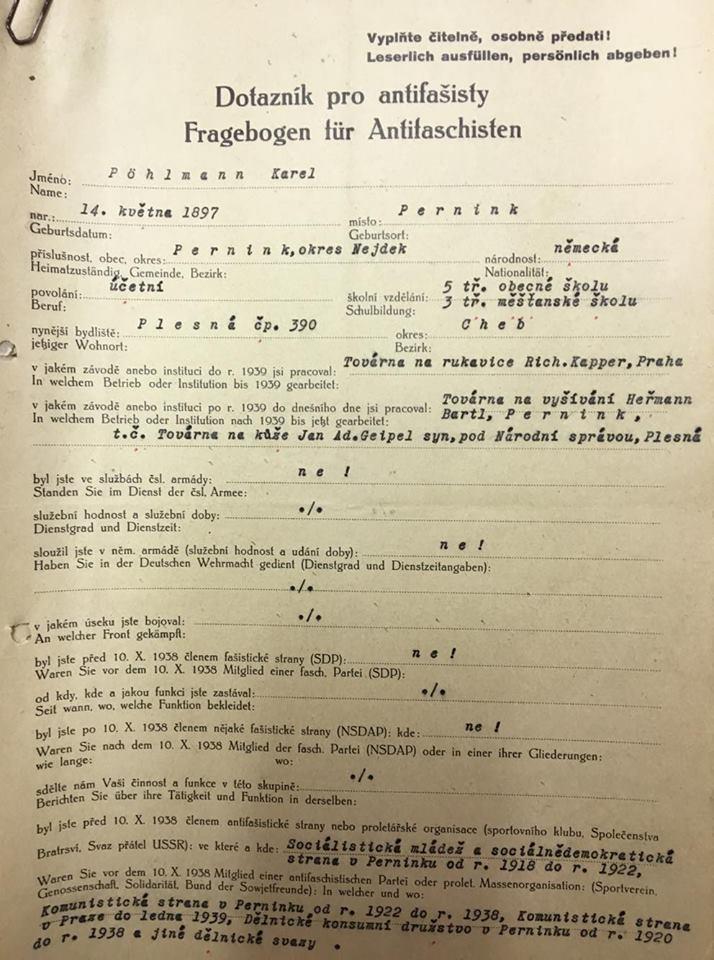 Vyplňte čitelně, osobně předati!
Leserlich ausfüllen, persönlich abgeben!
Dotazník pro antifašisty
Fragebogen für Antifaschisten
Jméno: Pöhlmann Karel
Name:
nar.: 14. května 1897 místo: Pernink
Geburtsdatum: Geburtsort:
příslušnost, obec, okres: Pernink, okres Nejdek národnost: německá
Heimatzuständig, Gemeinde, Bezirk: Nationalität:
povolání: účetní školní vzdělání: 5 tř. obecné školu
Beruf: Schulbildung: 3 tř. měšťanské školu
nynější bydliště: Plesná čp. 390 okres: Cheb
jetziger Wohnort: Bezirk:
v jakém závodě anebo instituci do r. 1939 jsi pracoval: Továrna na rukavice Rich. Kapper, Praha
In welchem Betrieb oder Institution bis 1939 gearbeitet:
v jakém závodě anebo instituci po r. 1939 do dnešního dne jsi pracoval: Továrna na vyšívání Heřmann
In welchem Betrieb oder Institution nach 1939 bis jetzt gearbeitet: Bartl, Pernink,
t.č. Továrna na kůže Jan Ad. Geipel syn, pod Národní správou, Plesná
byl jste ve službách čsl. armády: ne !
Standen Sie im Dienst der čsl. Armee:
služební hodnost a služební doby: •/•
Dienstgrad und Dienstzeit:
sloužil jste v něm. armádě (služební hodnost a udání doby): ne !
Haben Sie in der Deutschen Wehrmacht gedient (Dienstgrad und Dienstzeitangaben):
•/•
v jakém úseku jste bojoval: •/•
An welcher Front gekämpft:
byl jste před 10. X. 1938 členem fašistické strany (SDP): ne !
Waren Sie vor dem 10. X. 1938 Mitglied einer fasch. Partei (SDP):
od kdy, kde a jakou funkci jste zastával: •/•
Seit wann, wo, welche Funktion bekleidet:
byl jste po 10. X. 1938 členem nějaké fašistické strany (NSDAP): kde: ne !
Waren Sie nach dem 10. X. 1938 Mitglied der fasch. Partei (NSDAP) oder in einer ihrer Gliederungen:
wie lange: wo:
sdělte nám Vaši činnost a funkce v této skupině: •/•
Berichten Sie über ihre Tätigkeit und Funktion in derselben:
byl jste před 10. X. 1938 členem antifašistické strany nebo proletářské organisace (sportovního klubu, Společenstva
Bratrsví, Svaz přátel USSR): ve které a kde: Socialistická mládež a sociálnědemokratická
strana v Perninku od r. 1918 do r. 1922,
Waren Sie vor dem 10. X. 1938 Mitglied einer antifaschistischen Partei oder prolet. Massenorganisation: (Sportverein,
Genossenschaft, Solidarität, Bund der Sowjetfreunde): In welcher und wo:
Komunistická strana v Perninku od r. 1922 do r. 1938, Komunistická strana
v Praze do ledna 1939, Dělnické konsumní družstvo v Perninku od r. 1920
do r. 1938 a jiné dělnické svazy .